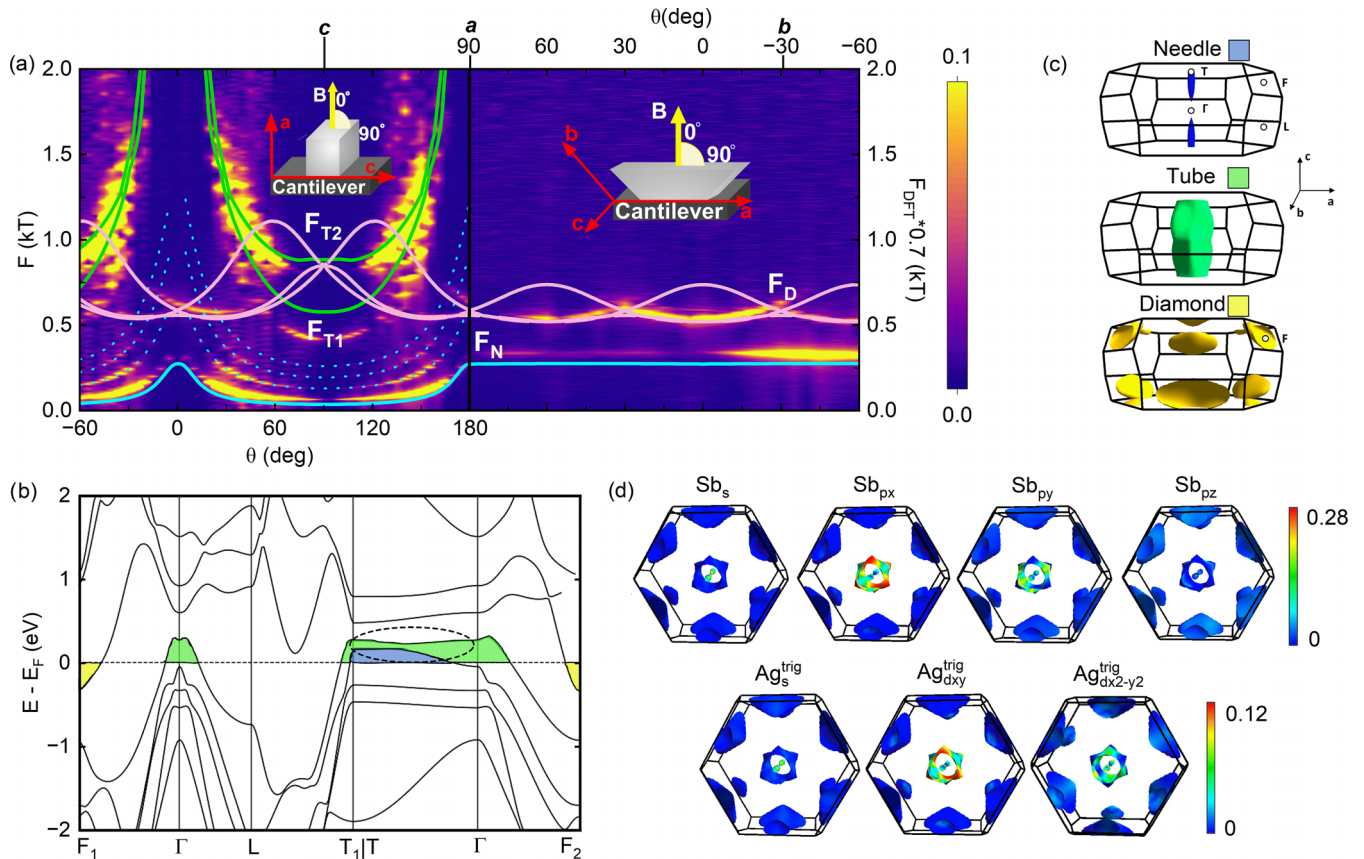 θ(deg)
c
a
b
90 60 30 0 −30 −60
(a)
2.0
1.5
1.0
0.5
0.0
F (kT)
B
0°
90°
a
c
Cantilever
F_T2
F_T1
B
0°
90°
b
c
a
Cantilever
F_D
F_N
2.0
1.5
1.0
0.5
0.0
F_DFT*0.7 (kT)
0.1
0.0
−60 0 60 120 180
θ (deg)
(c)
Needle
T
Γ
F
L
Tube
c
a
b
Diamond
F
(b)
2
1
0
−1
−2
E - E_F (eV)
F_1 Γ L T_1|T Γ F_2
(d)
Sb_s Sb_px Sb_py Sb_pz
0.28
0
Ag_s^trig Ag_dxy^trig Ag_dx2-y2^trig
0.12
0